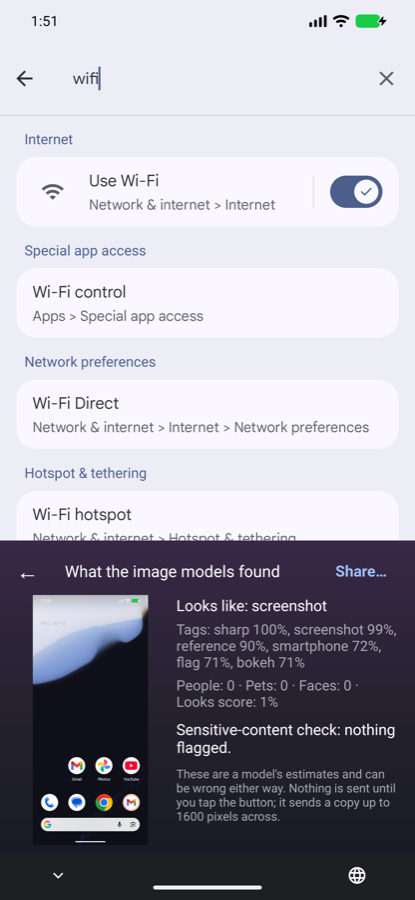 1:51
wifi
Internet
Use Wi-Fi
Network & internet > Internet
Special app access
Wi-Fi control
Apps > Special app access
Network preferences
Wi-Fi Direct
Network & internet > Internet > Network preferences
Hotspot & tethering
Wi-Fi hotspot
Network & internet > Hotspot & tethering
What the image models found
Share…
Looks like: screenshot
Tags: sharp 100%, screenshot 99%,
reference 90%, smartphone 72%,
flag 71%, bokeh 71%
People: 0 · Pets: 0 · Faces: 0 ·
Looks score: 1%
Sensitive-content check: nothing
flagged.
These are a model's estimates and can
be wrong either way. Nothing is sent until
you tap the button; it sends a copy up to
1600 pixels across.
Gmail
Photos
YouTube